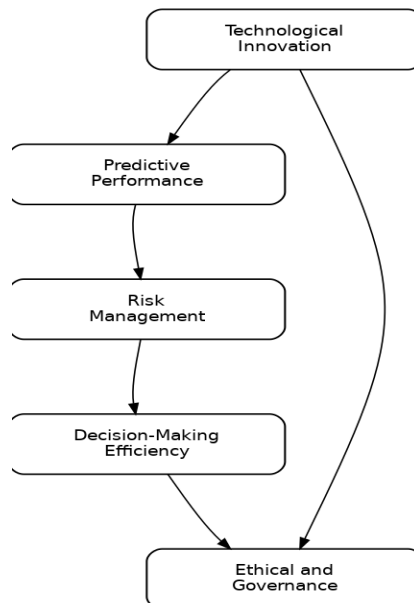 Technological
Innovation
Predictive
Performance
Risk
Management
Decision-Making
Efficiency
Ethical and
Governance